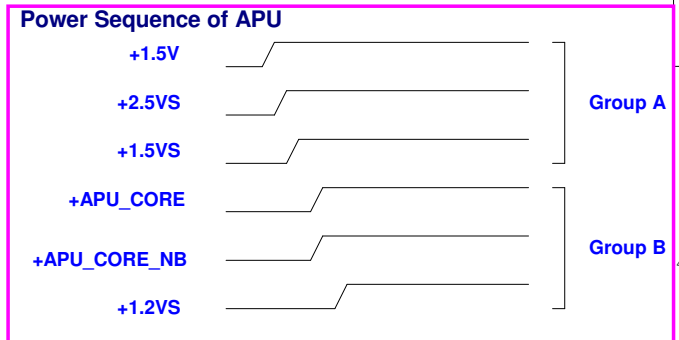 Power Sequence of APU
+1.5V
+2.5VS
Group A
+1.5VS
+APU_CORE
+APU_CORE_NB
Group B
+1.2VS